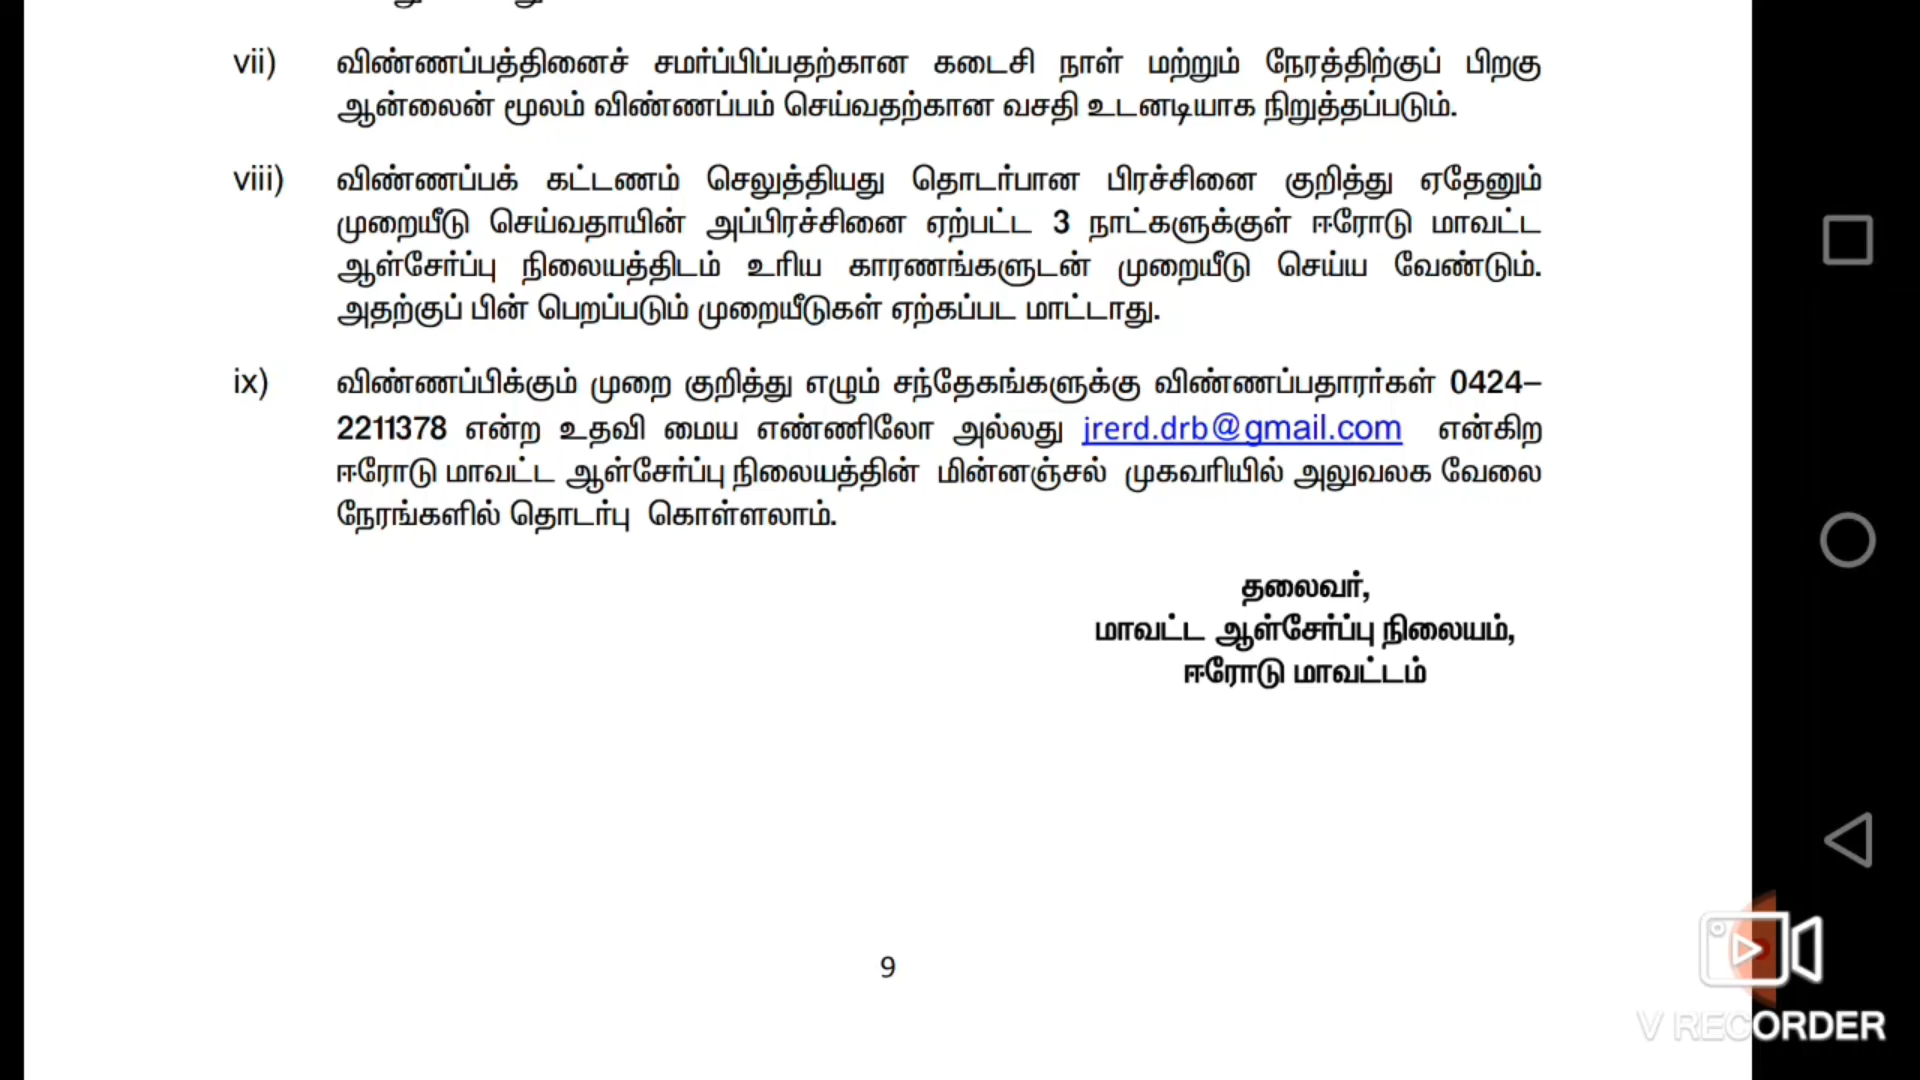 vii) விண்ணப்பத்தினைச் சமர்ப்பிப்பதற்கான கடைசி நாள் மற்றும் நேரத்திற்குப் பிறகு
ஆன்லைன் மூலம் விண்ணப்பம் செய்வதற்கான வசதி உடனடியாக நிறுத்தப்படும்.
viii) விண்ணப்பக் கட்டணம் செலுத்தியது தொடர்பான பிரச்சினை குறித்து ஏதேனும்
முறையீடு செய்வதாயின் அப்பிரச்சினை ஏற்பட்ட 3 நாட்களுக்குள் ஈரோடு மாவட்ட
ஆள்சேர்ப்பு நிலையத்திடம் உரிய காரணங்களுடன் முறையீடு செய்ய வேண்டும்.
அதற்குப் பின் பெறப்படும் முறையீடுகள் ஏற்கப்பட மாட்டாது.
ix) விண்ணப்பிக்கும் முறை குறித்து எழும் சந்தேகங்களுக்கு விண்ணப்பதாரர்கள் 0424–
2211378 என்ற உதவி மைய எண்ணிலோ அல்லது jrerd.drb@gmail.com என்கிற
ஈரோடு மாவட்ட ஆள்சேர்ப்பு நிலையத்தின் மின்னஞ்சல் முகவரியில் அலுவலக வேலை
நேரங்களில் தொடர்பு கொள்ளலாம்.
தலைவர்,
மாவட்ட ஆள்சேர்ப்பு நிலையம்,
ஈரோடு மாவட்டம்
9
V RECORDER